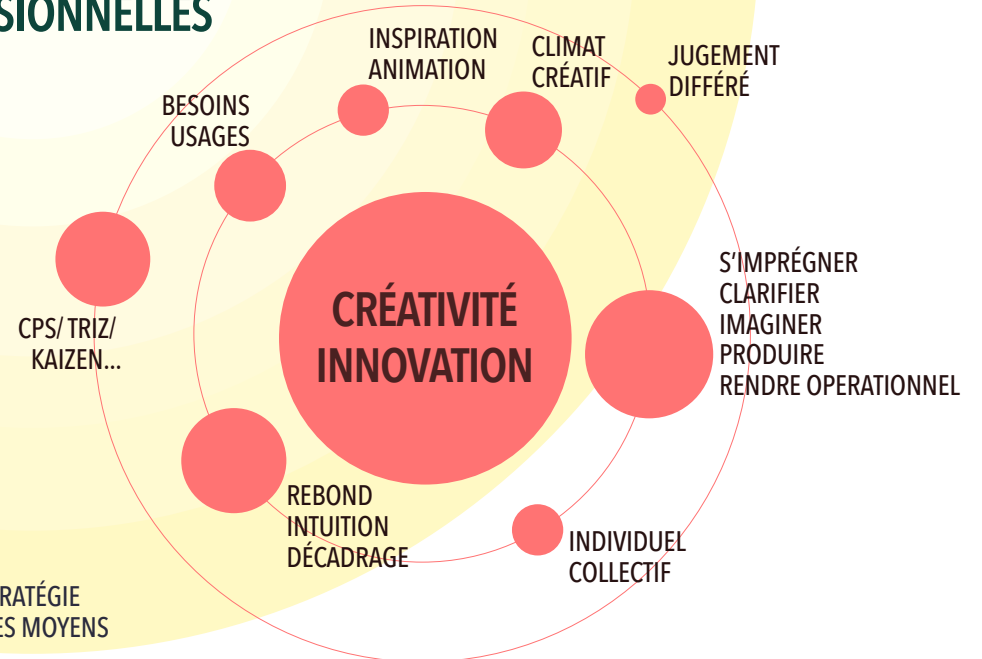 SIONNELLES
INSPIRATION
ANIMATION
CLIMAT
CRÉATIF
JUGEMENT
DIFFÉRÉ
BESOINS
USAGES
S'IMPRÉGNER
CLARIFIER
IMAGINER
PRODUIRE
RENDRE OPERATIONNEL
CRÉATIVITÉ
INNOVATION
CPS/ TRIZ/
KAIZEN...
REBOND
INTUITION
DÉCADRAGE
INDIVIDUEL
COLLECTIF
RATÉGIE
ES MOYENS